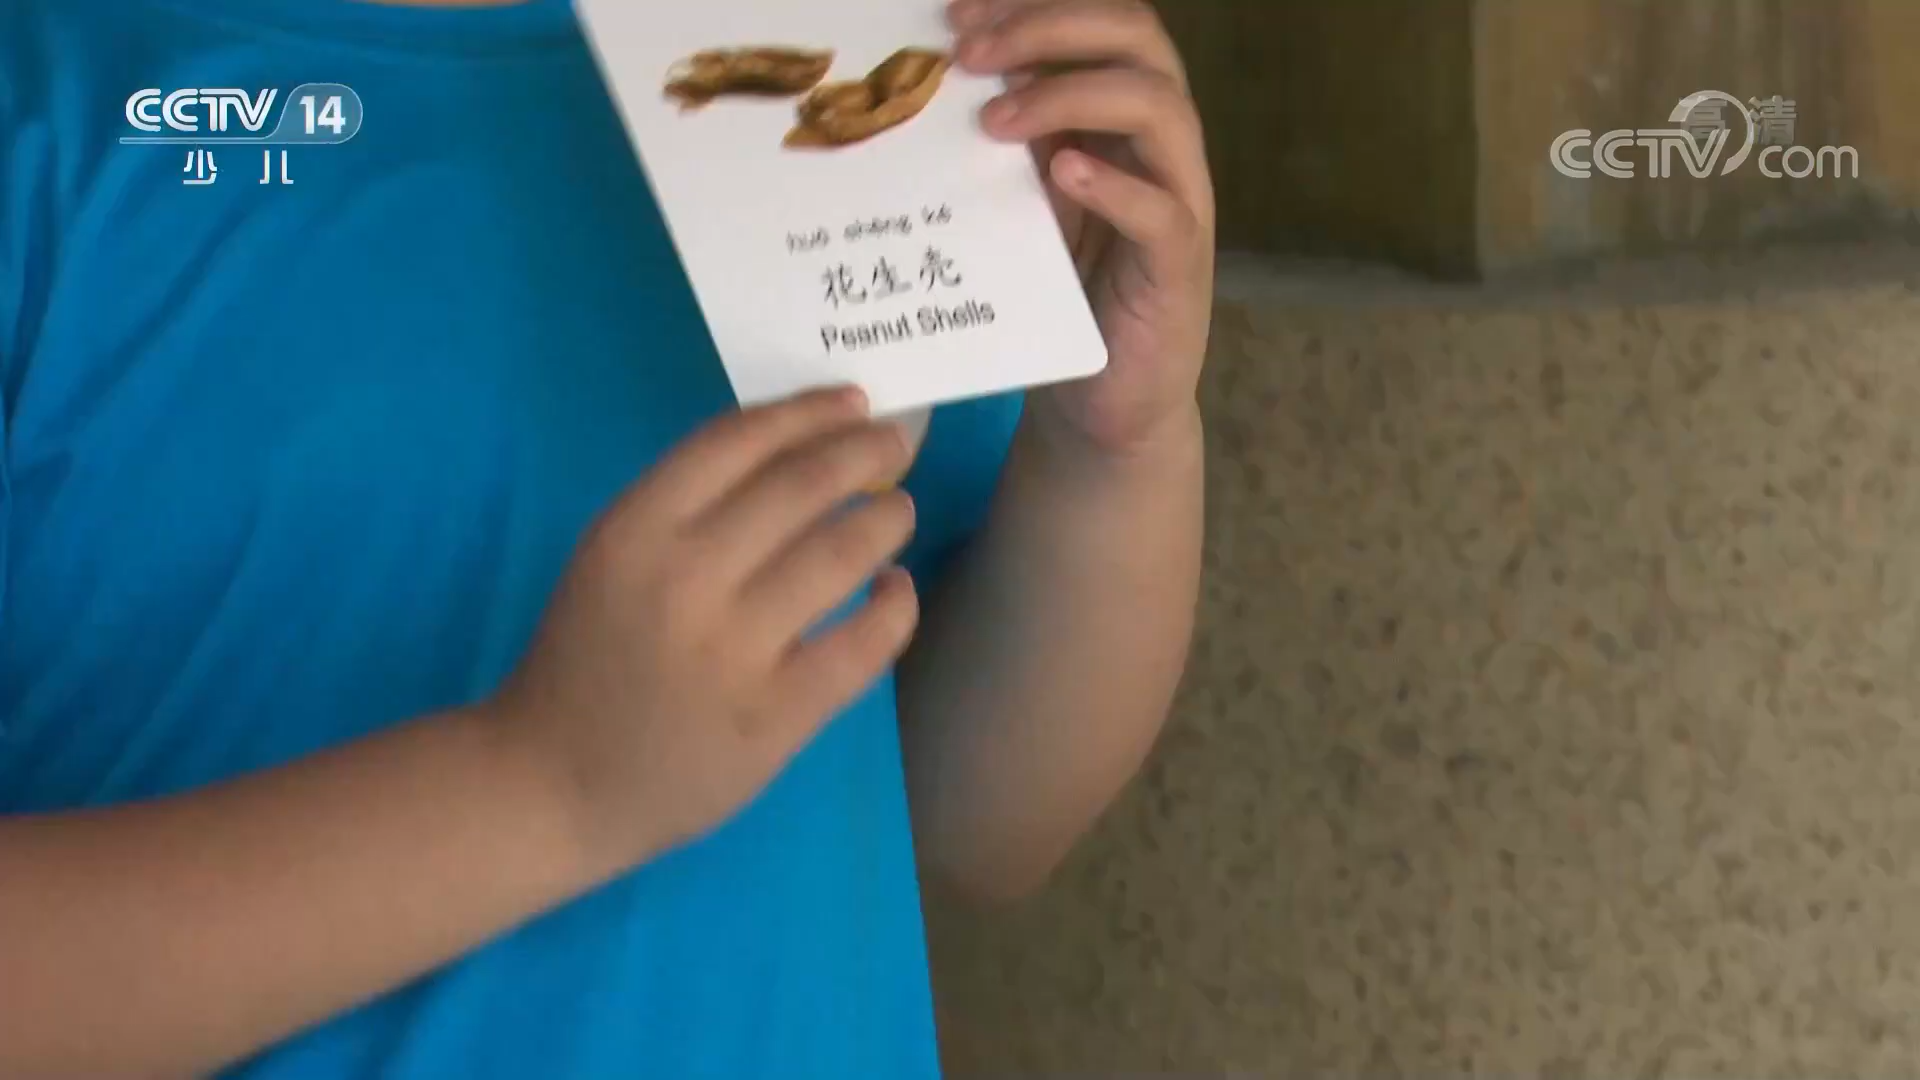 CCTV 14
少儿
高清
CCTV.com
huā shēng ké
花生壳
Peanut Shells